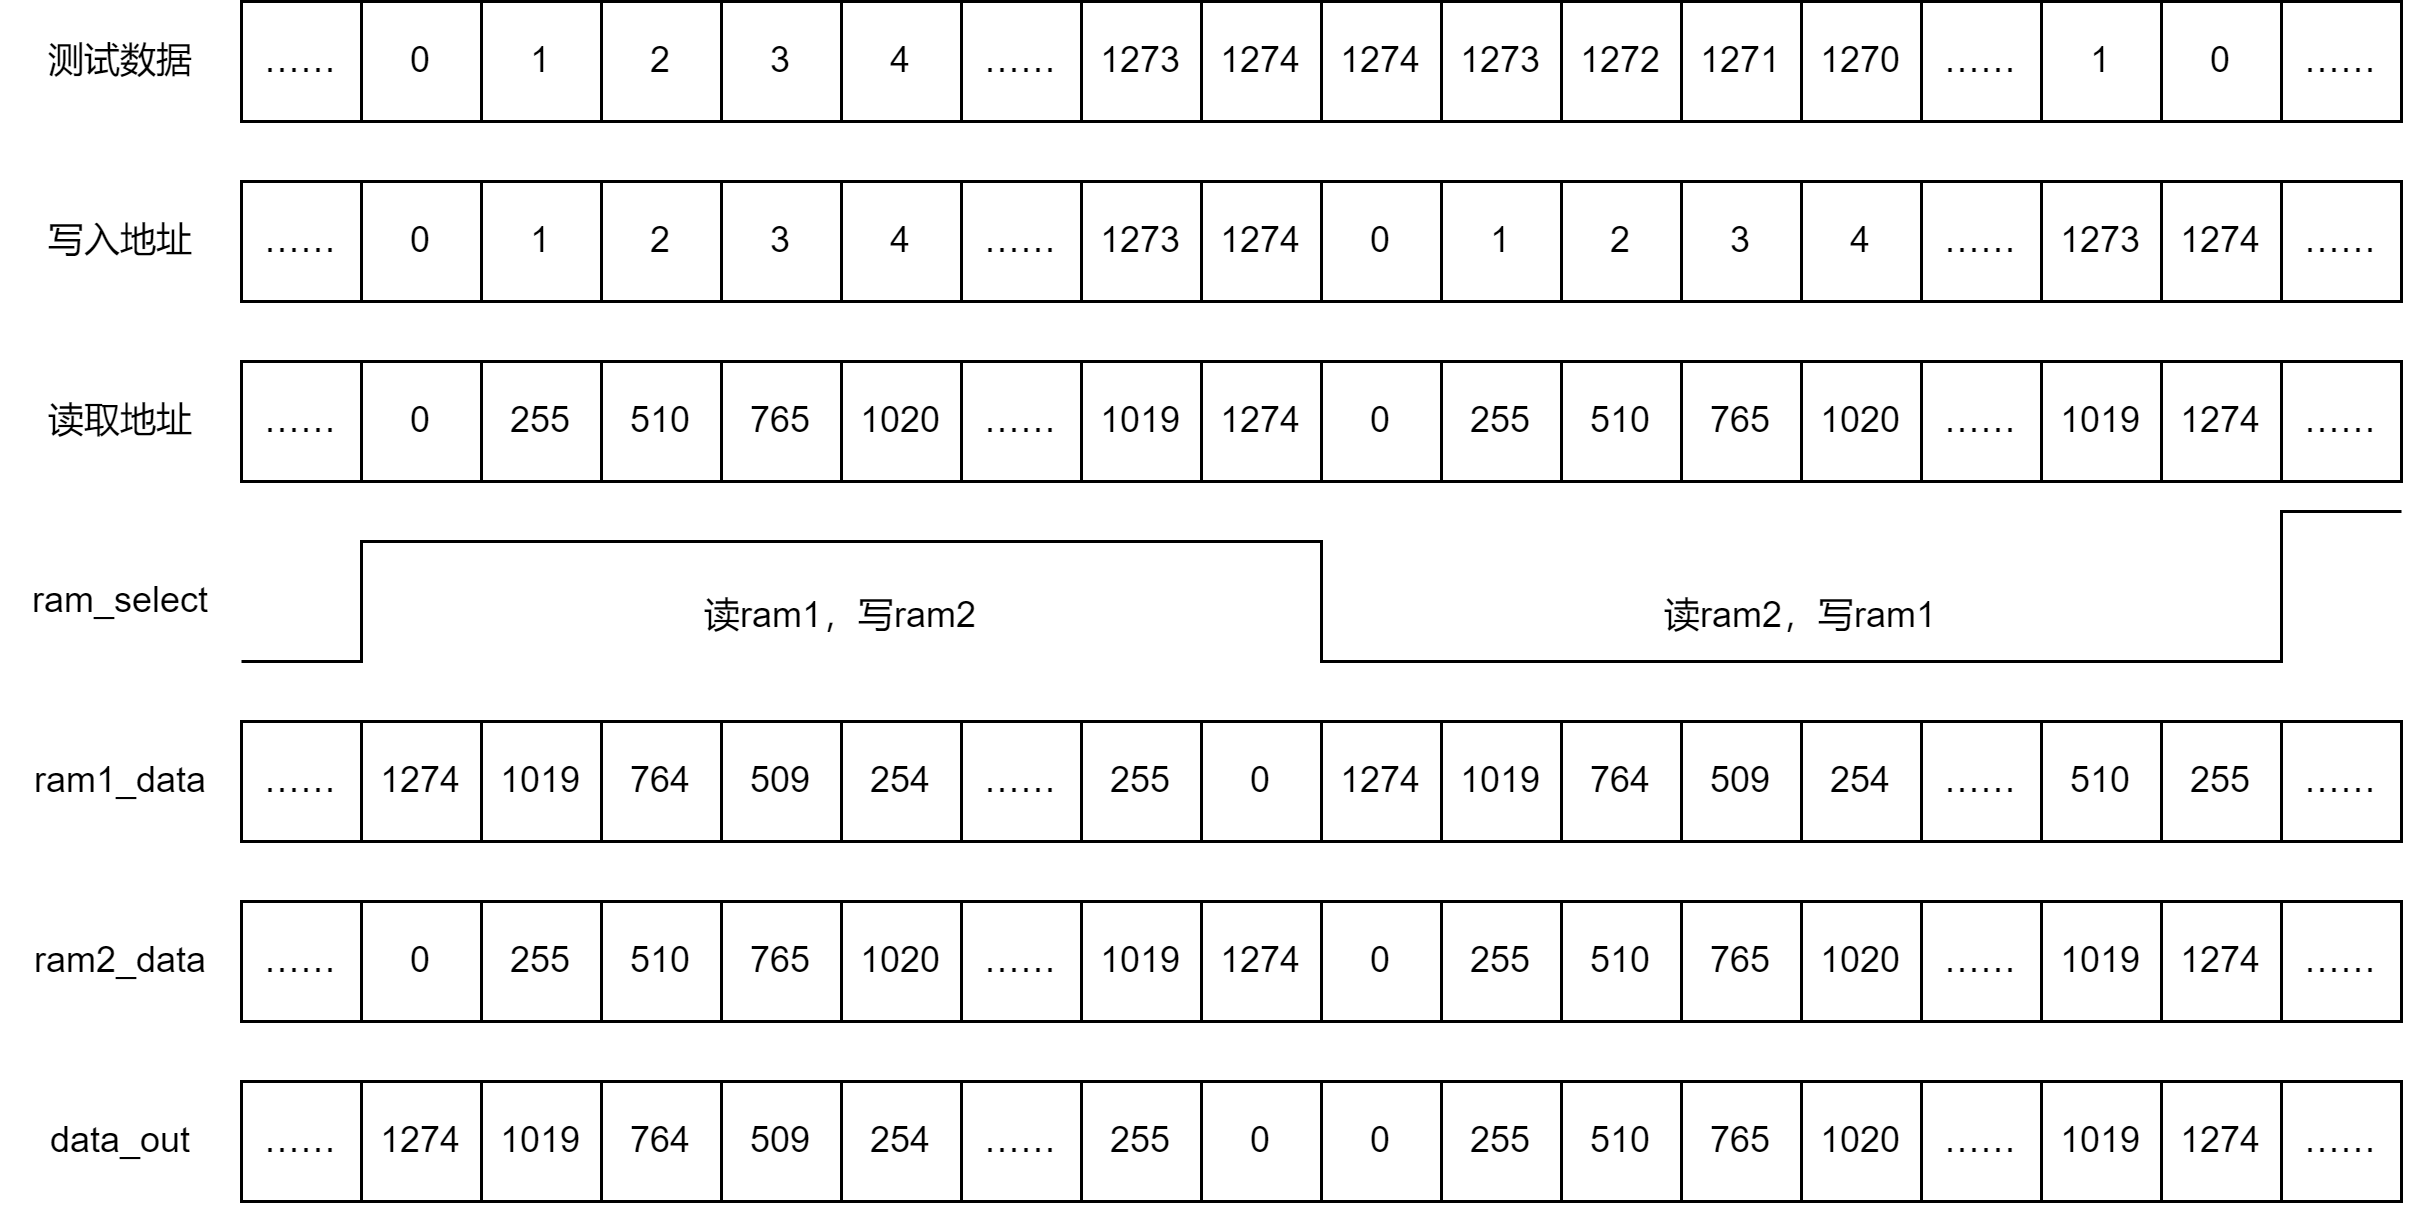 测试数据 …… 0 1 2 3 4 …… 1273 1274 1274 1273 1272 1271 1270 …… 1 0 ……
写入地址 …… 0 1 2 3 4 …… 1273 1274 0 1 2 3 4 …… 1273 1274 ……
读取地址 …… 0 255 510 765 1020 …… 1019 1274 0 255 510 765 1020 …… 1019 1274 ……
ram_select 读ram1，写ram2 读ram2，写ram1
ram1_data …… 1274 1019 764 509 254 …… 255 0 1274 1019 764 509 254 …… 510 255 ……
ram2_data …… 0 255 510 765 1020 …… 1019 1274 0 255 510 765 1020 …… 1019 1274 ……
data_out …… 1274 1019 764 509 254 …… 255 0 0 255 510 765 1020 …… 1019 1274 ……